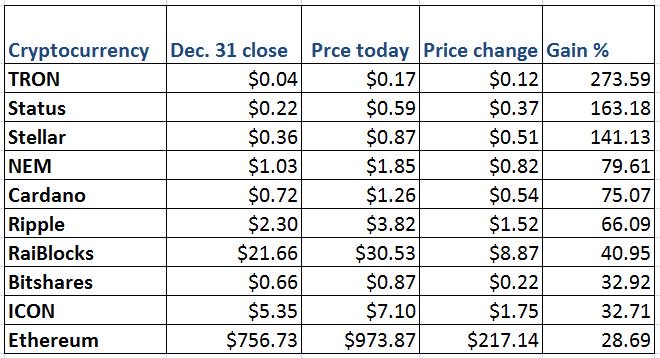 Cryptocurrency Dec. 31 close Prce today Price change Gain %
TRON $0.04 $0.17 $0.12 273.59
Status $0.22 $0.59 $0.37 163.18
Stellar $0.36 $0.87 $0.51 141.13
NEM $1.03 $1.85 $0.82 79.61
Cardano $0.72 $1.26 $0.54 75.07
Ripple $2.30 $3.82 $1.52 66.09
RaiBlocks $21.66 $30.53 $8.87 40.95
Bitshares $0.66 $0.87 $0.22 32.92
ICON $5.35 $7.10 $1.75 32.71
Ethereum $756.73 $973.87 $217.14 28.69